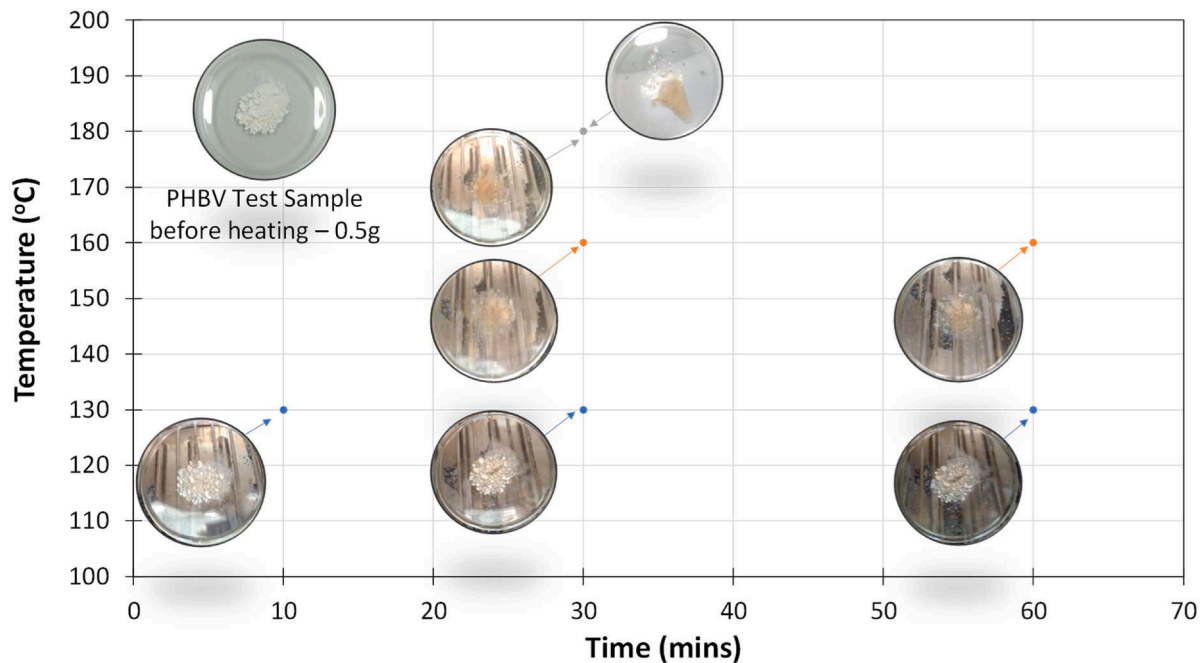 200
190
180
170
160
150
140
130
120
110
100
Temperature (ºC)
PHBV Test Sample
before heating – 0.5g
0 10 20 30 40 50 60 70
Time (mins)